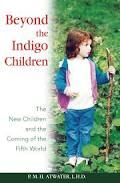 Beyond
the
Indigo
Children
The
New Children
and the
Coming of the
Fifth World
P. M. H. ATWATER, L.H.D.